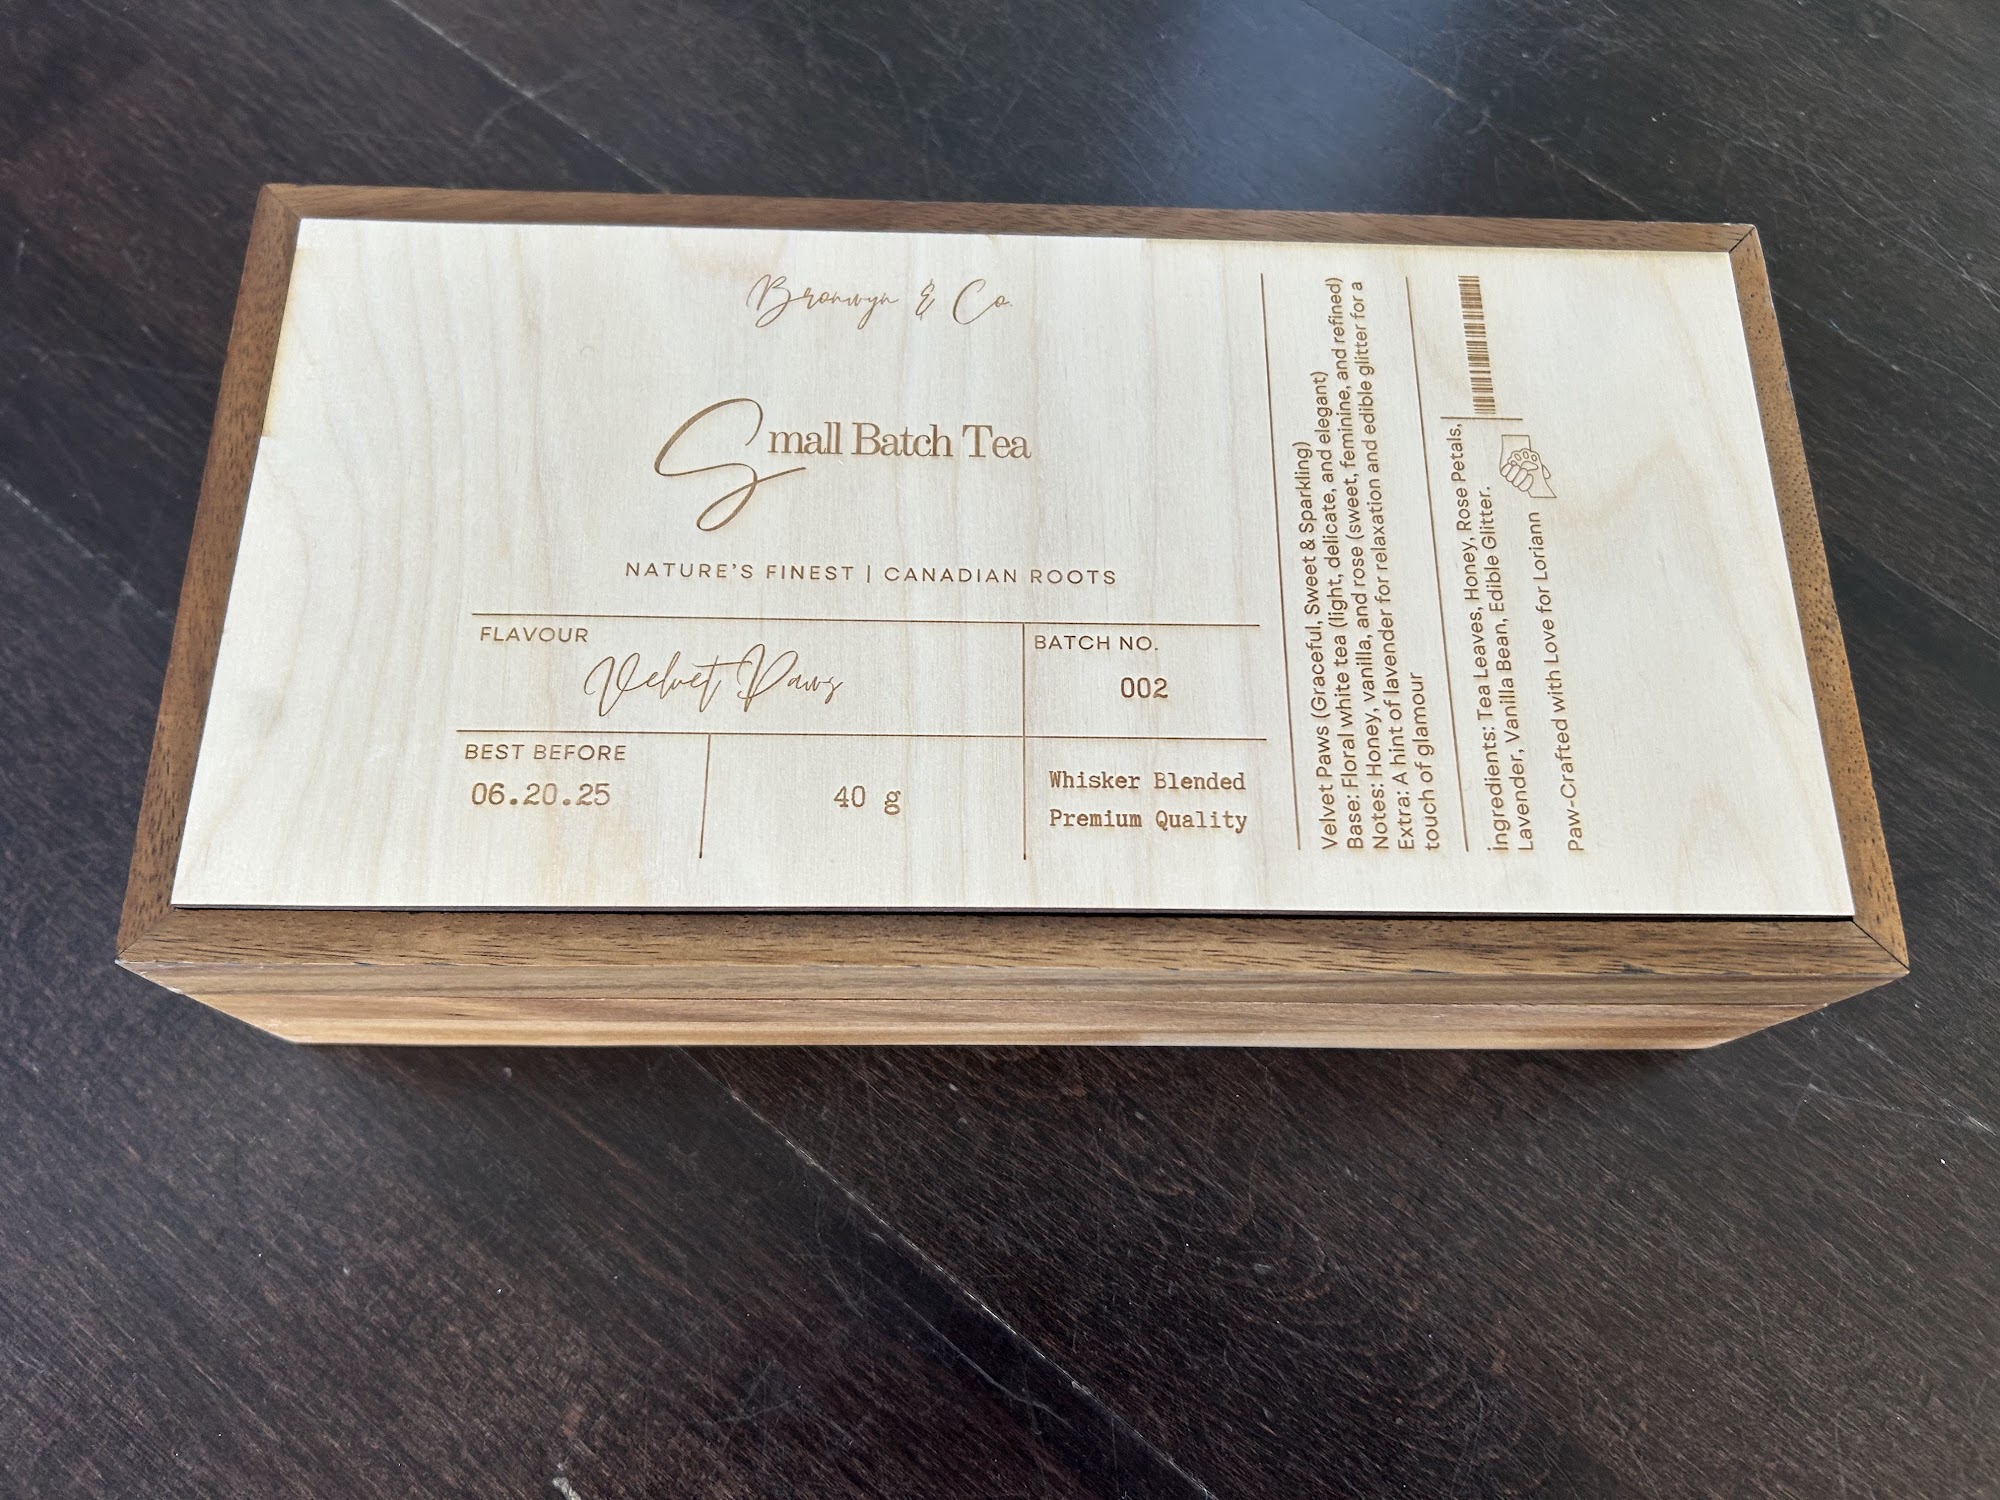 Bronwyn & Co.
Small Batch Tea
NATURE'S FINEST | CANADIAN ROOTS
FLAVOUR
Velvet Paws
BATCH NO.
002
BEST BEFORE
06.20.25
40 g
Whisker Blended
Premium Quality
Velvet Paws (Graceful, Sweet & Sparkling)
Base: Floral white tea (light, delicate, and elegant)
Notes: Honey, vanilla, and rose (sweet, feminine, and refined)
Extra: A hint of lavender for relaxation and edible glitter for a
touch of glamour
Ingredients: Tea Leaves, Honey, Rose Petals,
Lavender, Vanilla Bean, Edible Glitter.
Paw-Crafted with Love for Loriann